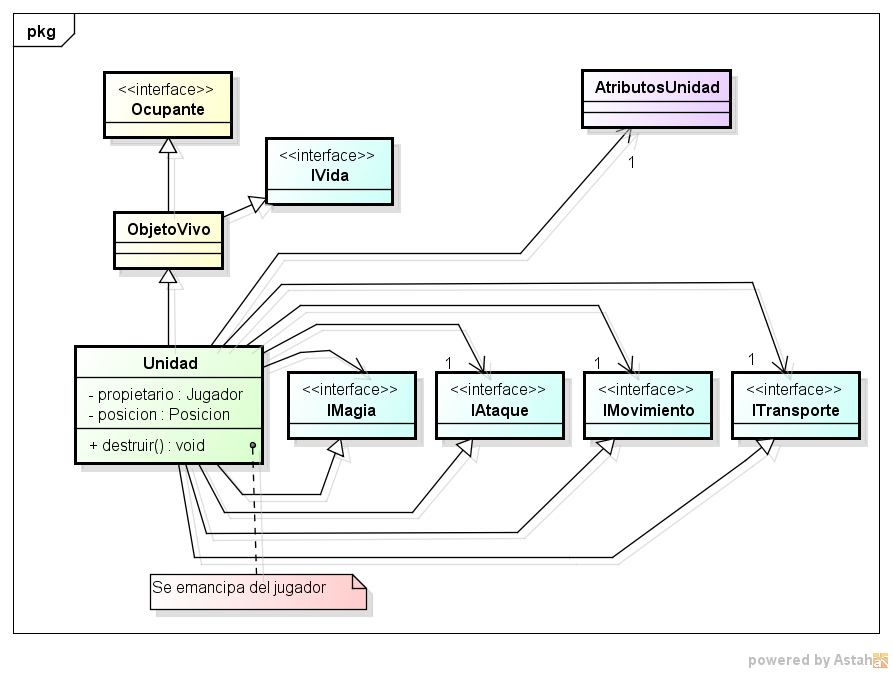 pkg
<<interface>>
Ocupante
AtributosUnidad
1
<<interface>>
IVida
ObjetoVivo
Unidad
- propietario : Jugador
- posicion : Posicion
+ destruir() : void
<<interface>>
IMagia
1
<<interface>>
IAtaque
1
<<interface>>
IMovimiento
1
<<interface>>
ITransporte
Se emancipa del jugador
powered by Astah